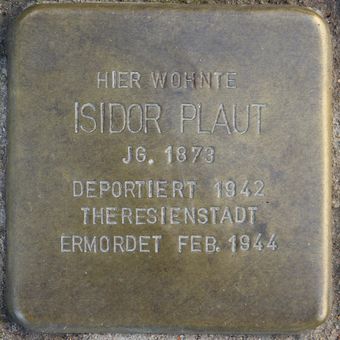 HIER WOHNTE
ISIDOR PLAUT
JG. 1873
DEPORTIERT 1942
THERESIENSTADT
ERMORDET FEB. 1944